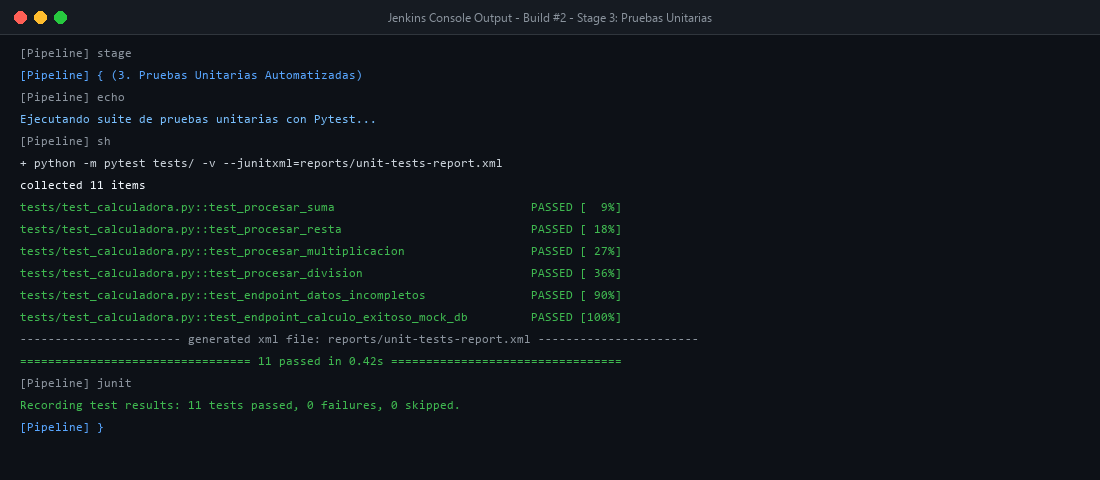 Jenkins Console Output - Build #2 - Stage 3: Pruebas Unitarias
[Pipeline] stage
[Pipeline] { (3. Pruebas Unitarias Automatizadas)
[Pipeline] echo
Ejecutando suite de pruebas unitarias con Pytest...
[Pipeline] sh
+ python -m pytest tests/ -v --junitxml=reports/unit-tests-report.xml
collected 11 items
tests/test_calculadora.py::test_procesar_suma PASSED [  9%]
tests/test_calculadora.py::test_procesar_resta PASSED [ 18%]
tests/test_calculadora.py::test_procesar_multiplicacion PASSED [ 27%]
tests/test_calculadora.py::test_procesar_division PASSED [ 36%]
tests/test_calculadora.py::test_endpoint_datos_incompletos PASSED [ 90%]
tests/test_calculadora.py::test_endpoint_calculo_exitoso_mock_db PASSED [100%]
----------------------- generated xml file: reports/unit-tests-report.xml -----------------------
================================= 11 passed in 0.42s =================================
[Pipeline] junit
Recording test results: 11 tests passed, 0 failures, 0 skipped.
[Pipeline] }